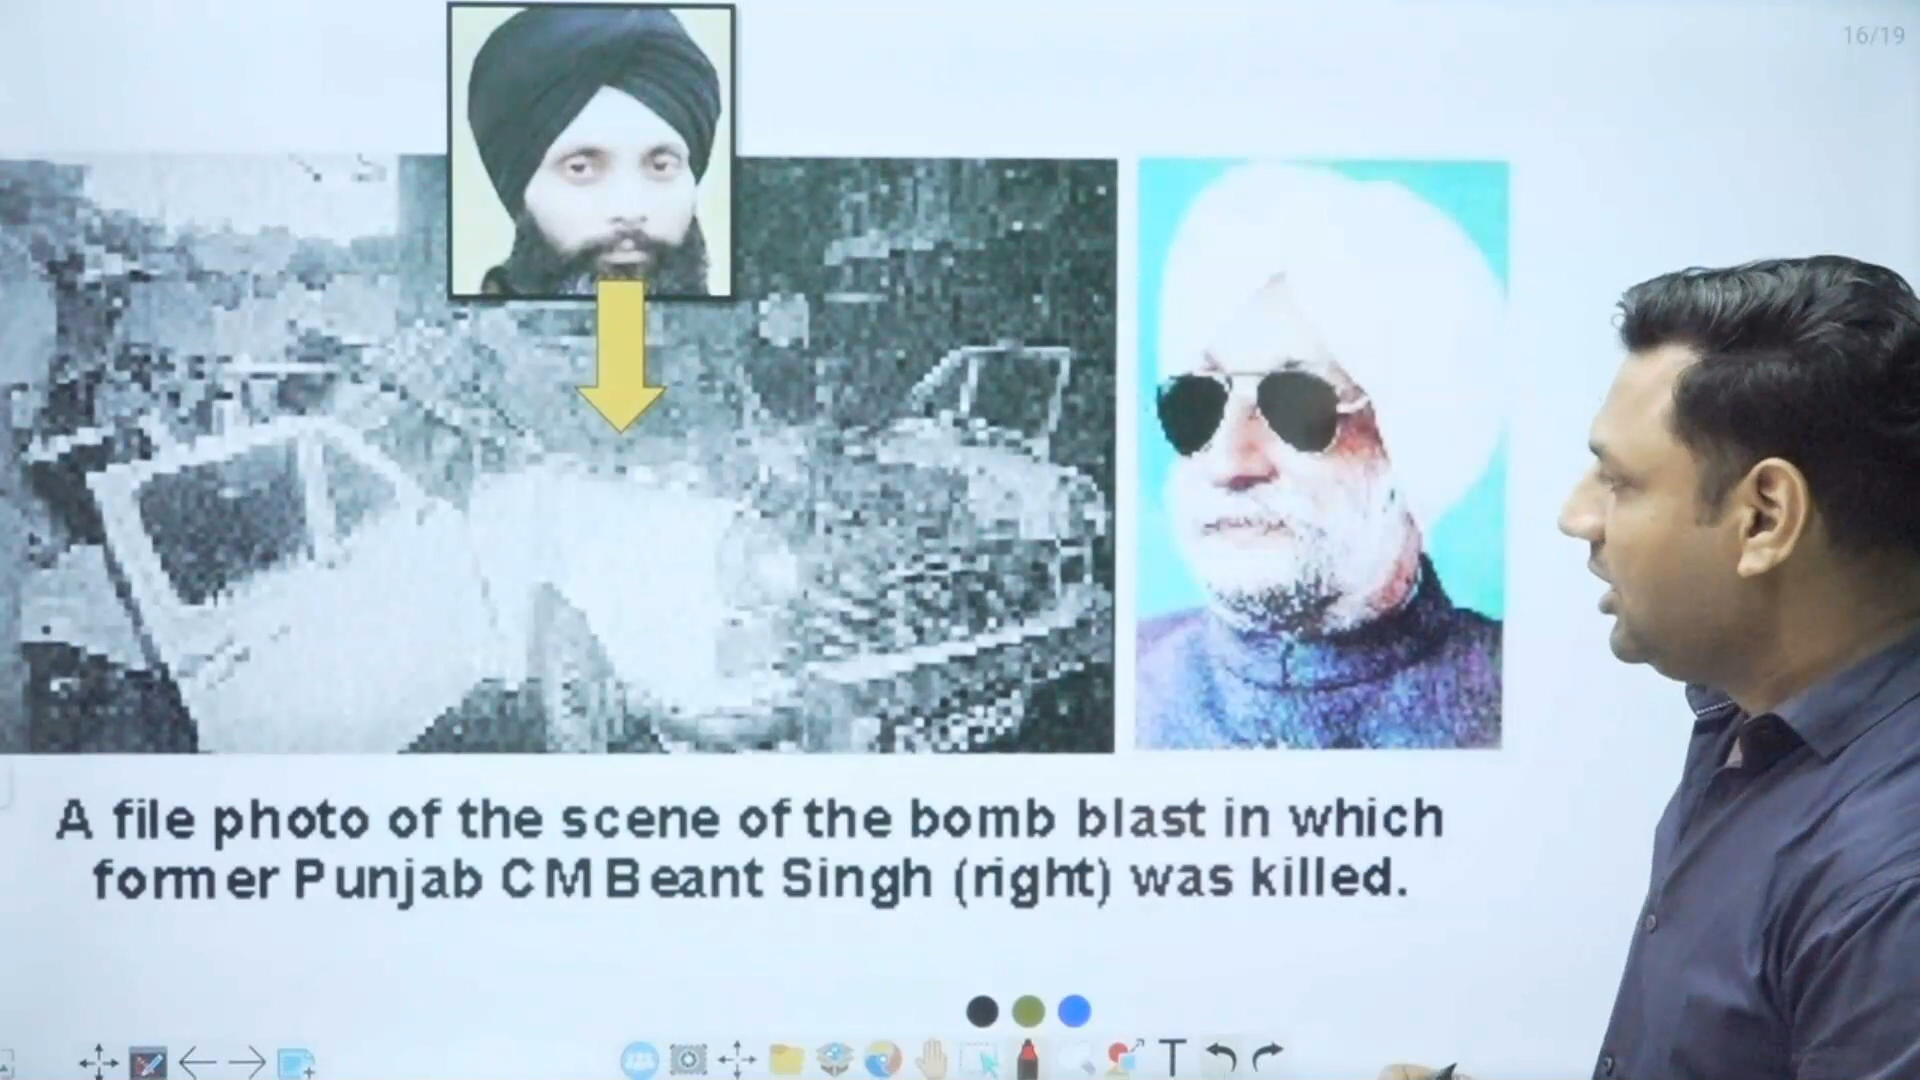 16/19
A file photo of the scene of the bomb blast in which
former Punjab CM Beant Singh (right) was killed.
T